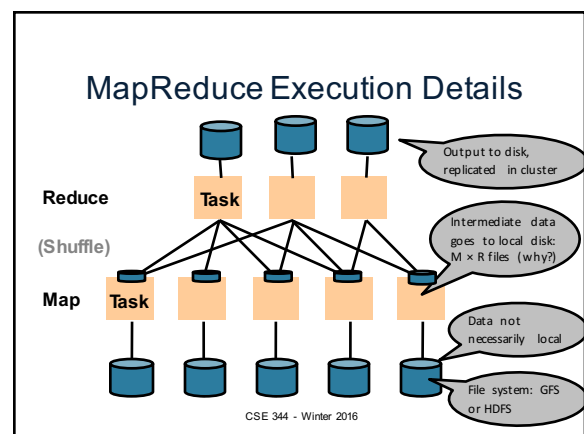 MapReduce Execution Details
Output to disk,
replicated in cluster
Reduce
Task
(Shuffle)
Intermediate data
goes to local disk:
M × R files (why?)
Map
Task
Data not
necessarily local
File system: GFS
or HDFS
CSE 344 - Winter 2016